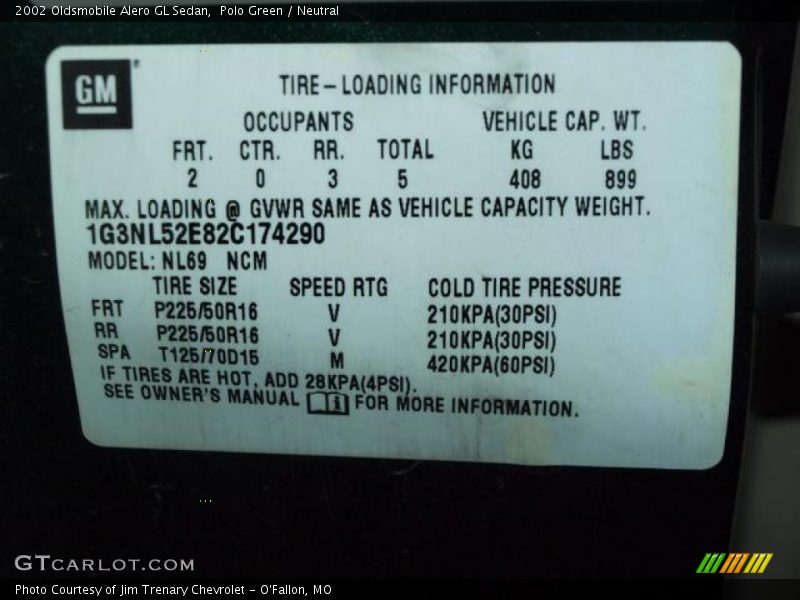 2002 Oldsmobile Alero GL Sedan,  Polo Green / Neutral
GM
TIRE-LOADING INFORMATION
OCCUPANTS VEHICLE CAP. WT.
FRT. CTR. RR. TOTAL KG LBS
2 0 3 5 408 899
MAX. LOADING @ GVWR SAME AS VEHICLE CAPACITY WEIGHT.
1G3NL52E82C174290
MODEL: NL69 NCM
TIRE SIZE SPEED RTG COLD TIRE PRESSURE
FRT P225/50R16 V 210KPA(30PSI)
RR P225/50R16 V 210KPA(30PSI)
SPA T125/70D15 M 420KPA(60PSI)
IF TIRES ARE HOT, ADD 28KPA(4PSI).
SEE OWNER'S MANUAL i FOR MORE INFORMATION.
GTCARLOT.COM
Photo Courtesy of Jim Trenary Chevrolet - O'Fallon, MO